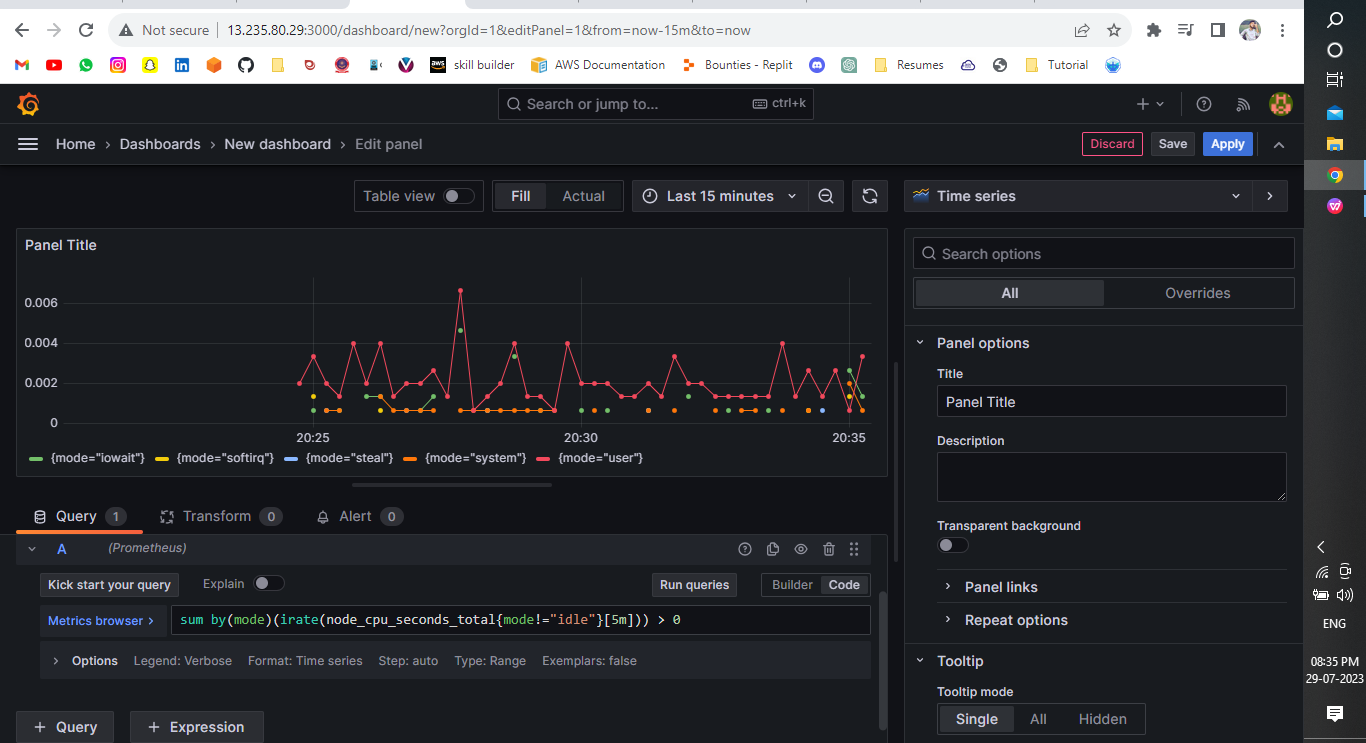 Not secure
13.235.80.29:3000/dashboard/new?orgId=1&editPanel=1&from=now-15m&to=now
aws skill builder
AWS Documentation
Bounties - Replit
Resumes
Tutorial
Search or jump to...
ctrl+k
Home › Dashboards › New dashboard › Edit panel
Discard
Save
Apply
Table view
Fill
Actual
Last 15 minutes
Time series
Panel Title
0.006
0.004
0.002
0
20:25
20:30
20:35
{mode="iowait"} {mode="softirq"} {mode="steal"} {mode="system"} {mode="user"}
Query 1
Transform 0
Alert 0
A (Prometheus)
Kick start your query
Explain
Run queries
Builder
Code
Metrics browser >
sum by(mode)(irate(node_cpu_seconds_total{mode!="idle"}[5m])) > 0
Options Legend: Verbose Format: Time series Step: auto Type: Range Exemplars: false
+ Query
+ Expression
Search options
All
Overrides
Panel options
Title
Panel Title
Description
Transparent background
Panel links
Repeat options
Tooltip
Tooltip mode
Single
All
Hidden
ENG
08:35 PM
29-07-2023